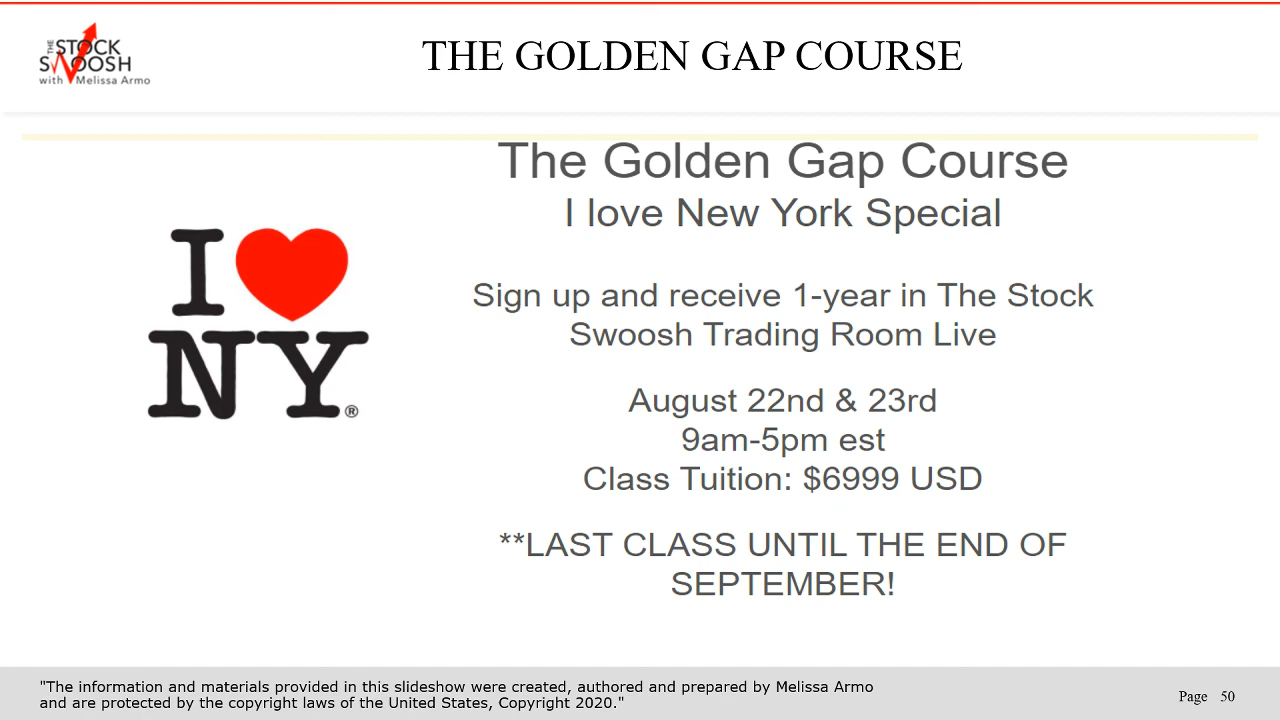 THE
STOCK
SWOOSH
with Melissa Armo
THE GOLDEN GAP COURSE
The Golden Gap Course
I love New York Special
I
NY®
Sign up and receive 1-year in The Stock
Swoosh Trading Room Live
August 22nd & 23rd
9am-5pm est
Class Tuition: $6999 USD
**LAST CLASS UNTIL THE END OF
SEPTEMBER!
"The information and materials provided in this slideshow were created, authored and prepared by Melissa Armo
and are protected by the copyright laws of the United States, Copyright 2020."
Page 50